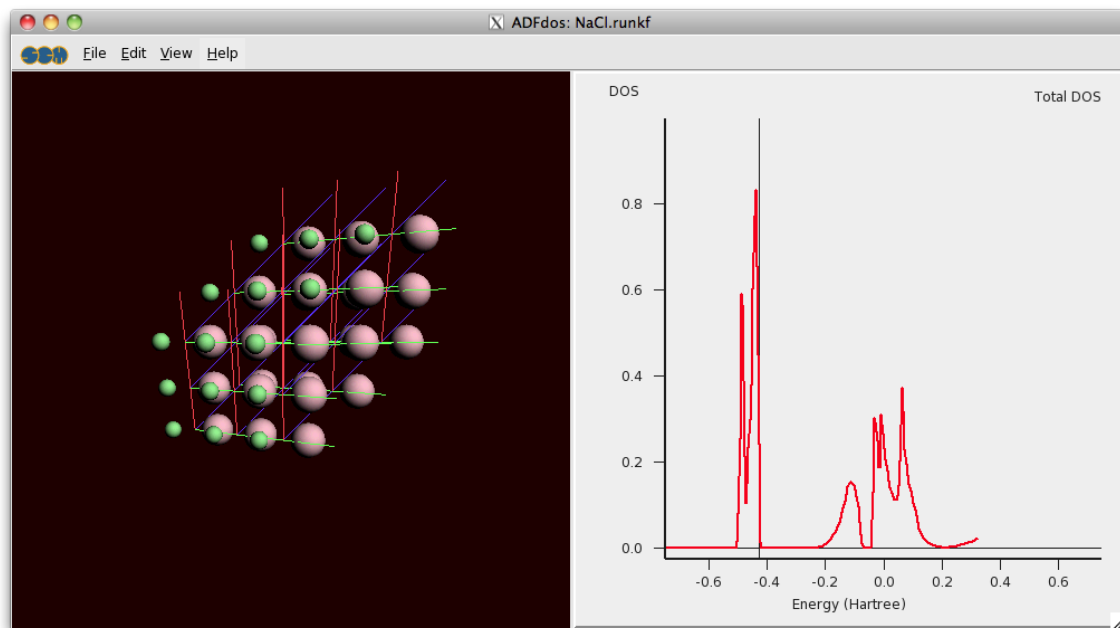 X ADFdos: NaCl.runkf
SCM File Edit View Help
DOS
Total DOS
0.8
0.6
0.4
0.2
0.0
-0.6 -0.4 -0.2 0.0 0.2 0.4 0.6
Energy (Hartree)